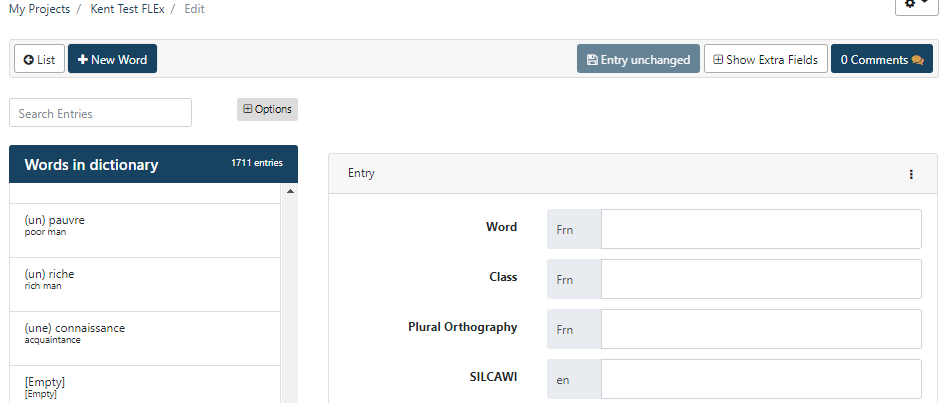 My Projects / Kent Test FLEx / Edit
List
New Word
Entry unchanged
Show Extra Fields
0 Comments
Search Entries
Options
Words in dictionary
1711 entries
(un) pauvre
poor man
(un) riche
rich man
(une) connaissance
acquaintance
[Empty]
[Empty]
Entry
Word
Frn
Class
Frn
Plural Orthography
Frn
SILCAWI
en